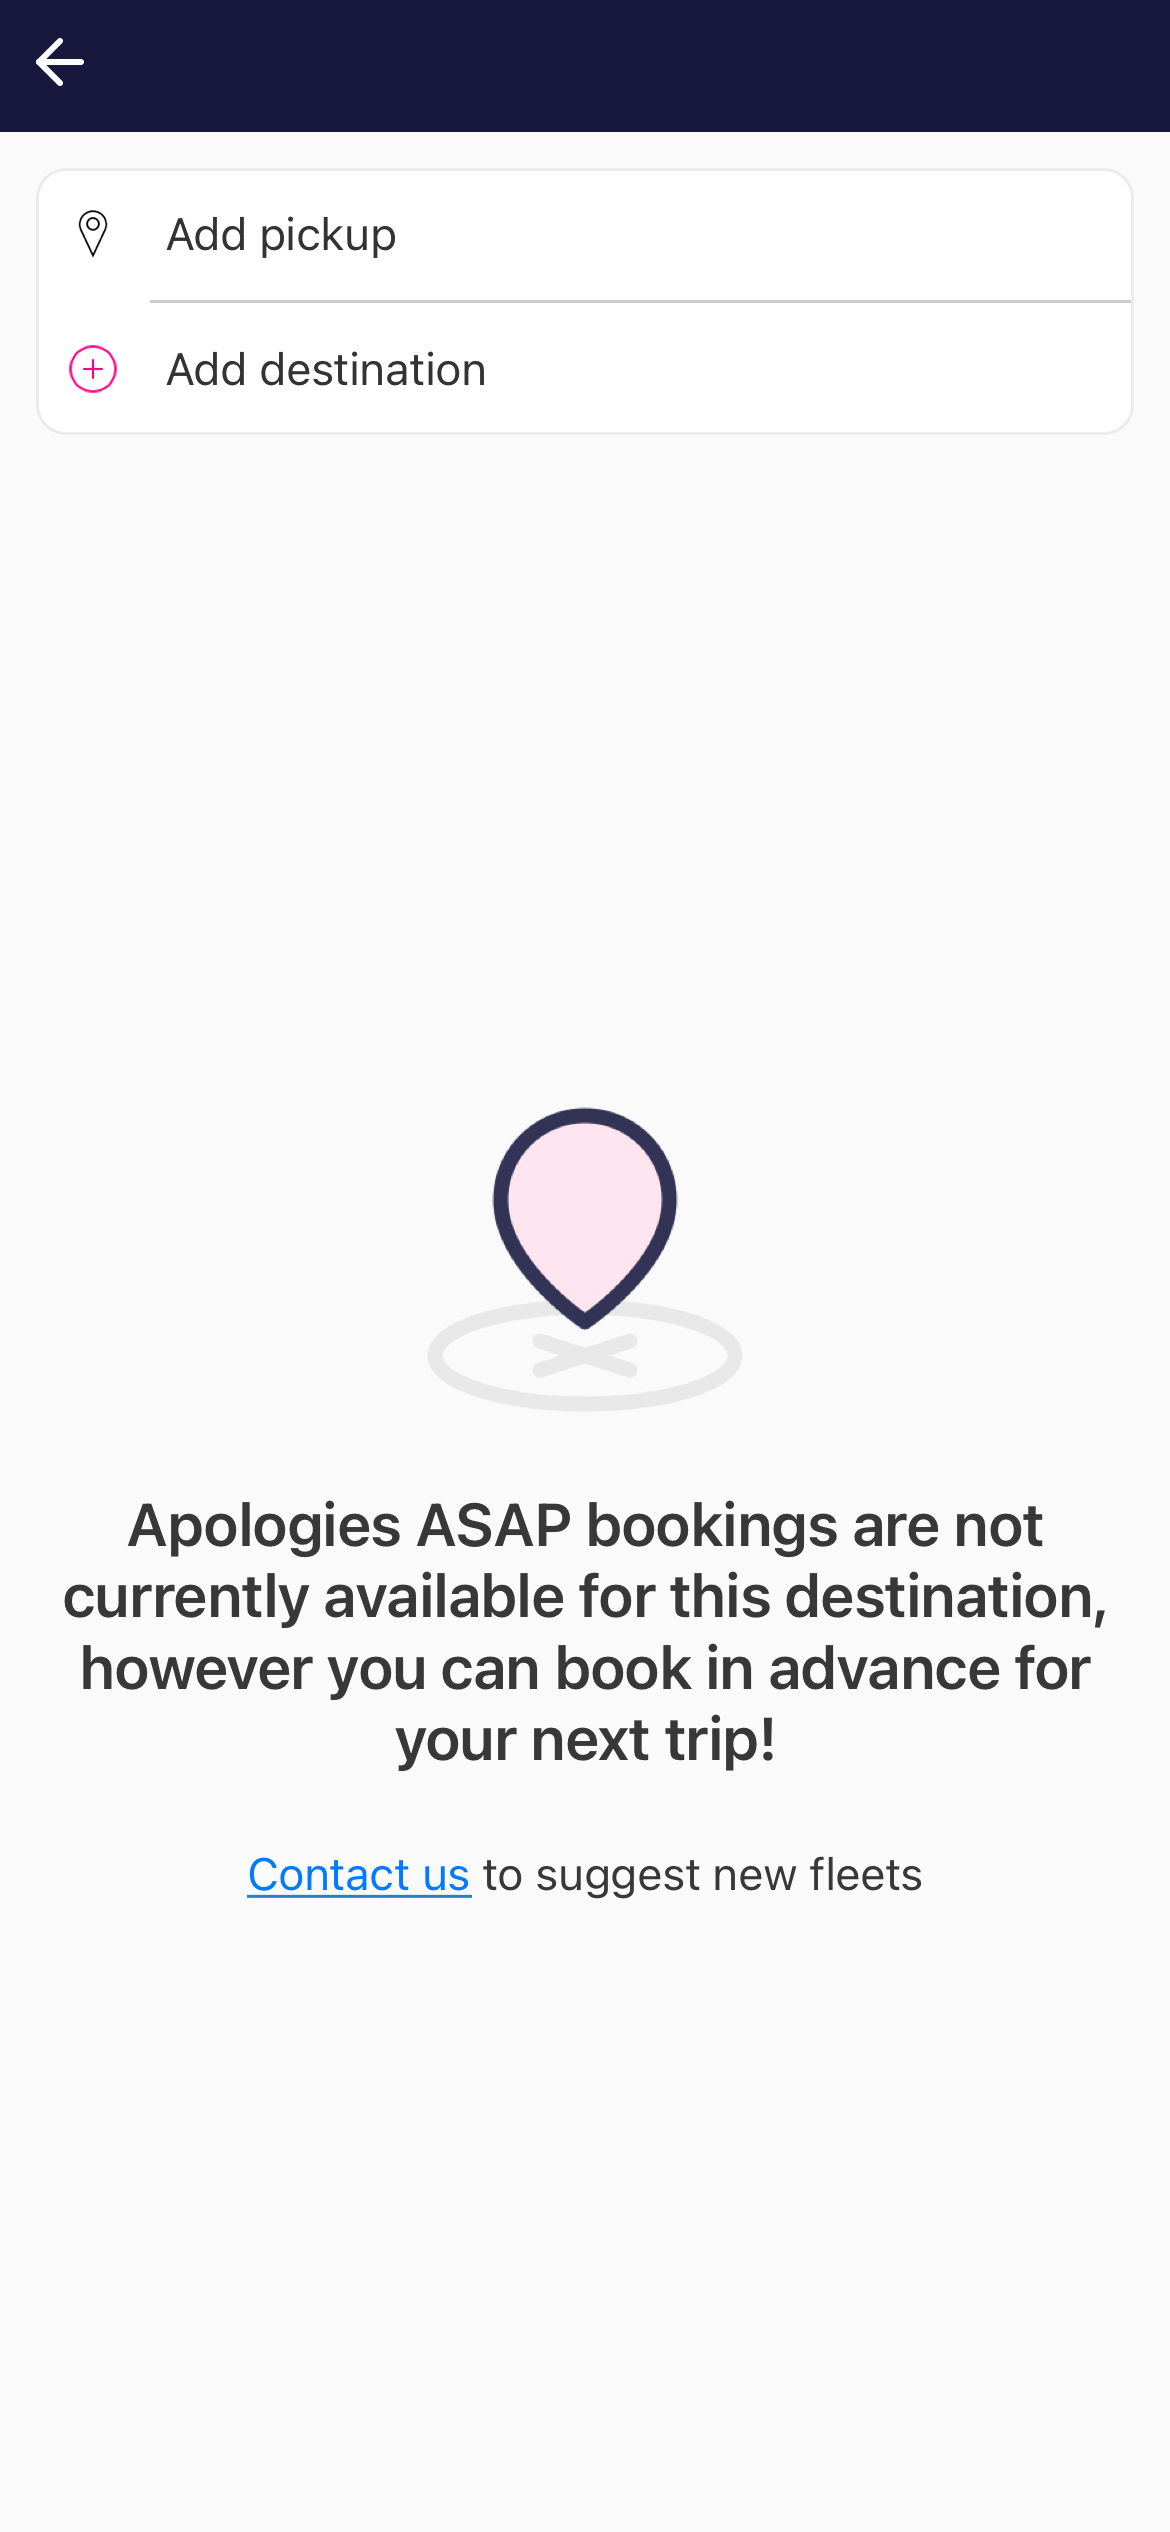 Add pickup
Add destination
Apologies ASAP bookings are not
currently available for this destination,
however you can book in advance for
your next trip!
Contact us to suggest new fleets